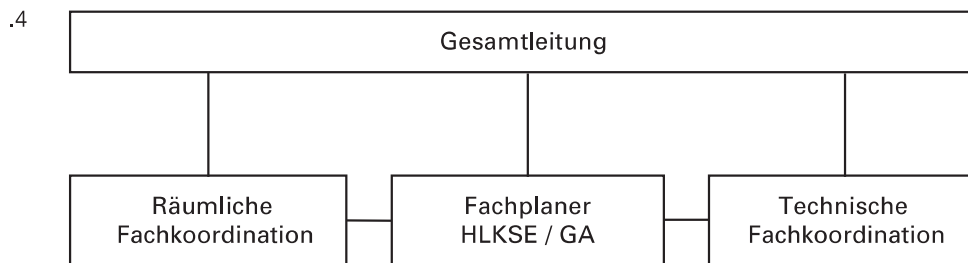 .4
Gesamtleitung
Räumliche
Fachkoordination
Fachplaner
HLKSE / GA
Technische
Fachkoordination